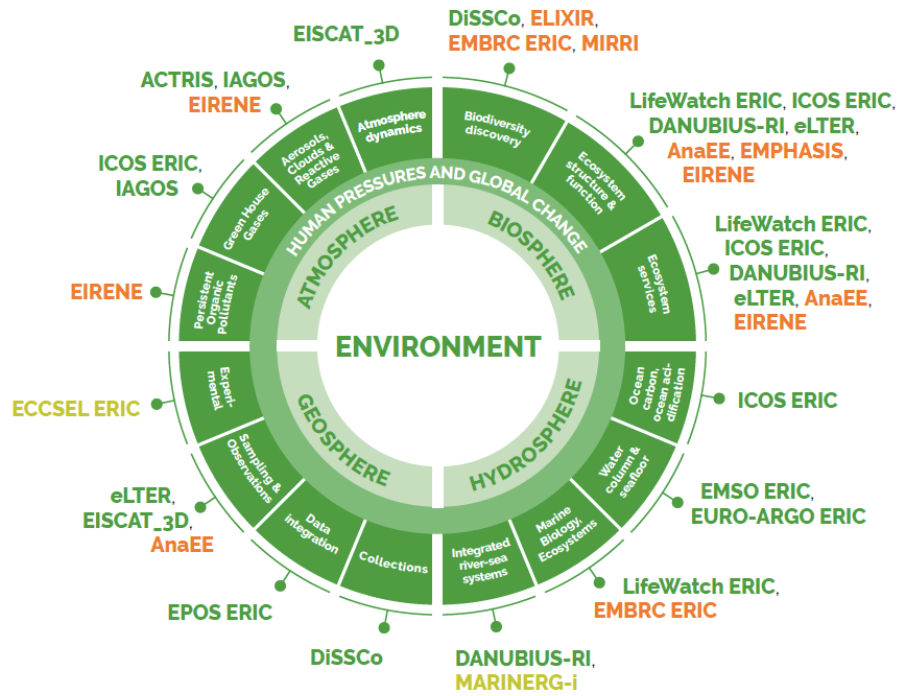 EISCAT_3D
DiSSCo, ELIXIR,
EMBRC ERIC, MIRRI
ACTRIS, IAGOS,
EIRENE
LifeWatch ERIC, ICOS ERIC,
DANUBIUS-RI, eLTER,
AnaEE, EMPHASIS,
EIRENE
ICOS ERIC,
IAGOS
LifeWatch ERIC,
ICOS ERIC,
DANUBIUS-RI,
eLTER, AnaEE,
EIRENE
EIRENE
ECCSEL ERIC
ICOS ERIC
eLTER,
EISCAT_3D,
AnaEE
EMSO ERIC,
EURO-ARGO ERIC
EPOS ERIC
LifeWatch ERIC,
EMBRC ERIC
DiSSCo
DANUBIUS-RI,
MARINERG-i
Atmosphere
dynamics
Biodiversity
discovery
Aerosols,
Clouds &
Reactive
Gases
Ecosystem
structure &
function
Green House
Gases
Ecosystem
services
Persistent
Organic
Pollutants
Experi-
mental
Ocean
carbon,
ocean aci-
dification
Sampling &
Observations
Water
column &
seafloor
Data
integration
Marine
Biology,
Ecosystems
Collections
Integrated
river-sea
systems
HUMAN PRESSURES AND GLOBAL CHANGE
ATMOSPHERE
BIOSPHERE
ENVIRONMENT
GEOSPHERE
HYDROSPHERE